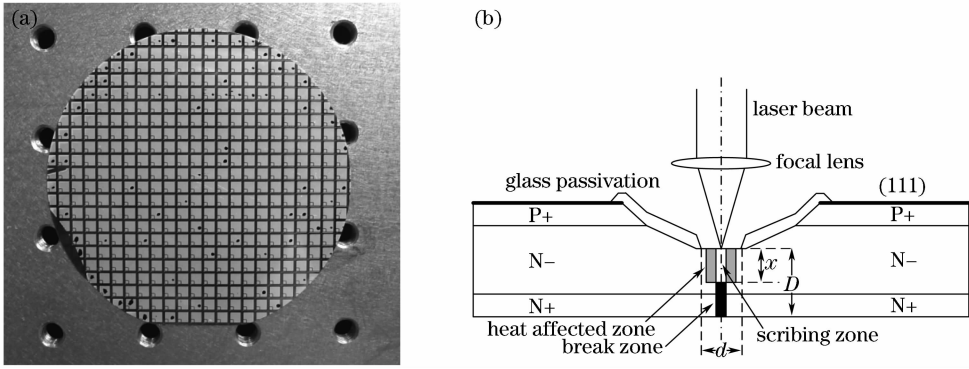 (a)
(b)
laser beam
focal lens
glass passivation
(111)
P+
P+
N−
N−
x
D
N+
N+
heat affected zone
scribing zone
break zone
d